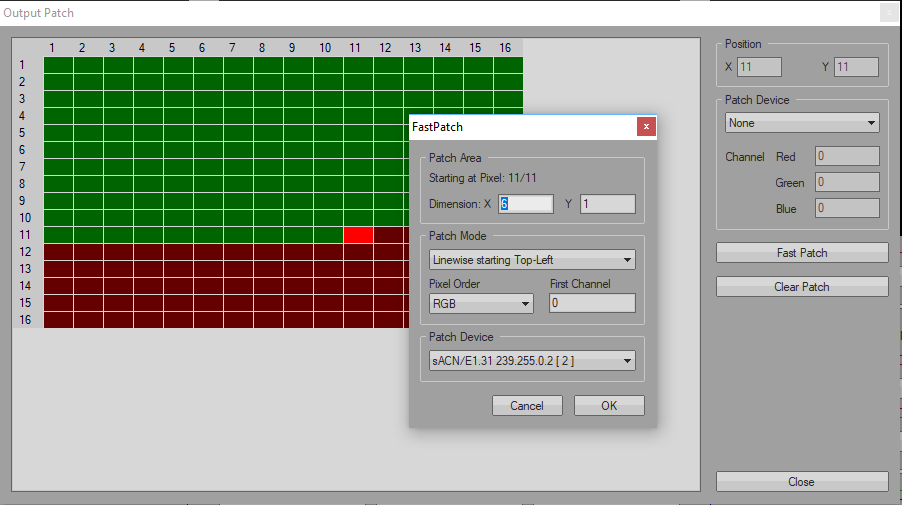 Output Patch
x
1 2 3 4 5 6 7 8 9 10 11 12 13 14 15 16
1
2
3
4
5
6
7
8
9
10
11
12
13
14
15
16
FastPatch
x
Patch Area
Starting at Pixel: 11/11
Dimension: X 6 Y 1
Patch Mode
Linewise starting Top-Left
Pixel Order First Channel
RGB 0
Patch Device
sACN/E1.31 239.255.0.2 [ 2 ]
Cancel OK
Position
X 11 Y 11
Patch Device
None
Channel Red 0
Green 0
Blue 0
Fast Patch
Clear Patch
Close